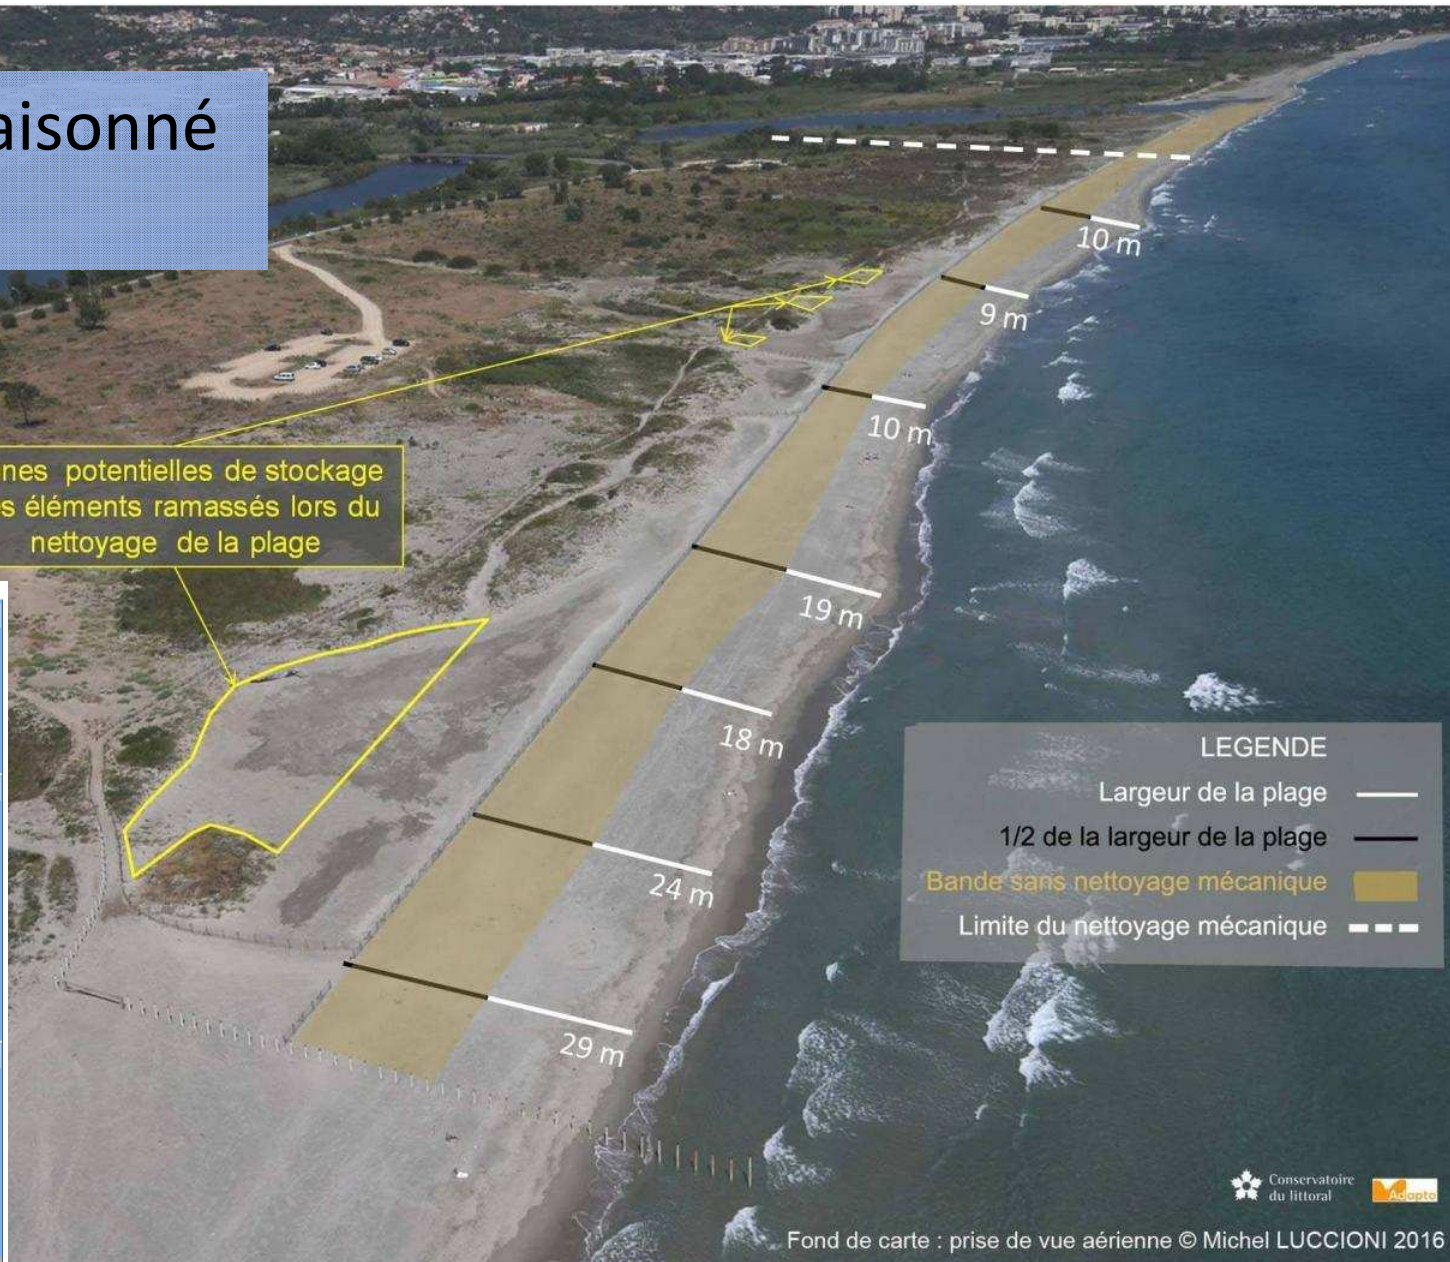 aisonné
10 m
9 m
10 m
nes potentielles de stockage
s éléments ramassés lors du
nettoyage de la plage
19 m
18 m
24 m
29 m
LEGENDE
Largeur de la plage
1/2 de la largeur de la plage
Bande sans nettoyage mécanique
Limite du nettoyage mécanique
Conservatoire
du littoral
Adapto
Fond de carte : prise de vue aérienne © Michel LUCCIONI 2016